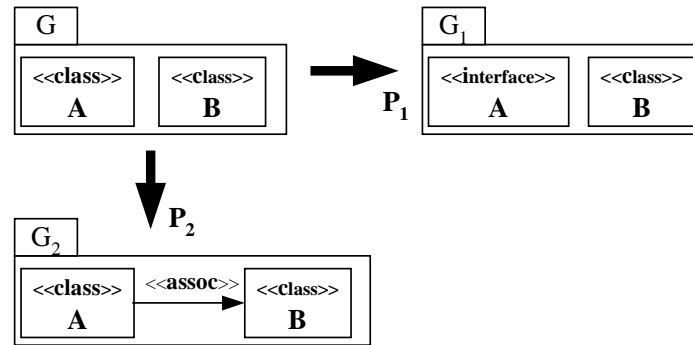 G
<<class>>
A
<<class>>
B
P1
G1
<<interface>>
A
<<class>>
B
P2
G2
<<class>>
A
<<assoc>>
<<class>>
B